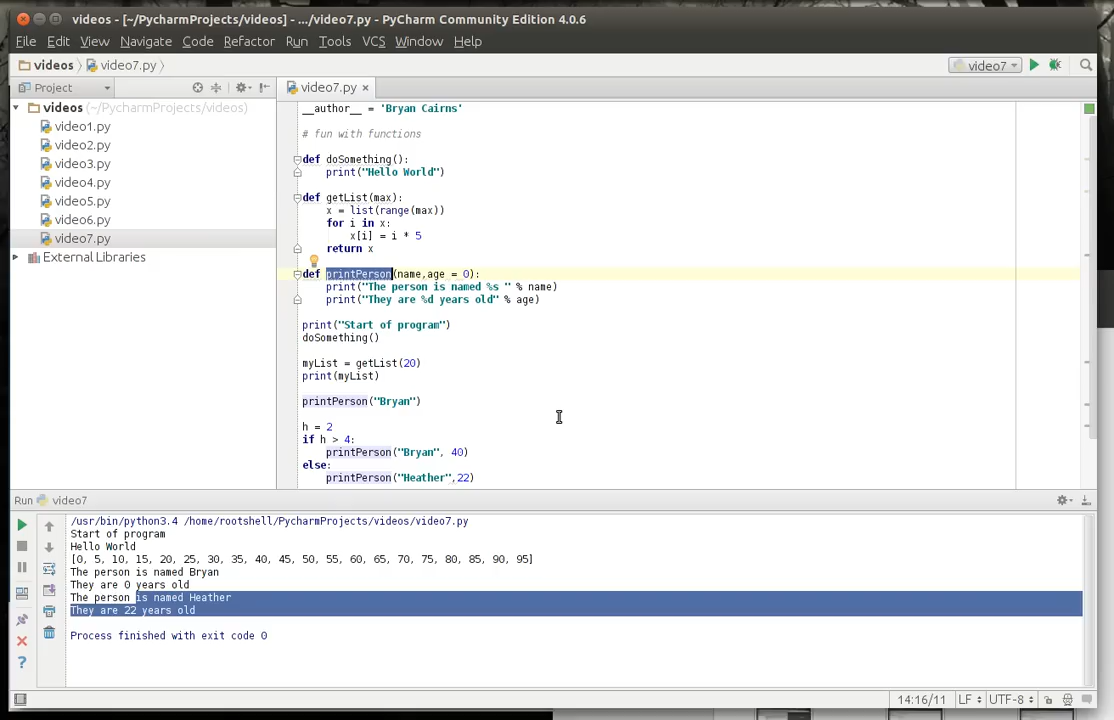 videos - [~/PycharmProjects/videos] - .../video7.py - PyCharm Community Edition 4.0.6
File Edit View Navigate Code Refactor Run Tools VCS Window Help
videos video7.py video7
Project video7.py
videos (~/PycharmProjects/videos)
video1.py
video2.py
video3.py
video4.py
video5.py
video6.py
video7.py
External Libraries
__author__ = 'Bryan Cairns'
# fun with functions
def doSomething():
print("Hello World")
def getList(max):
x = list(range(max))
for i in x:
x[i] = i * 5
return x
def printPerson(name,age = 0):
print("The person is named %s " % name)
print("They are %d years old" % age)
print("Start of program")
doSomething()
myList = getList(20)
print(myList)
printPerson("Bryan")
h = 2
if h > 4:
printPerson("Bryan", 40)
else:
printPerson("Heather",22)
Run video7
/usr/bin/python3.4 /home/rootshell/PycharmProjects/videos/video7.py
Start of program
Hello World
[0, 5, 10, 15, 20, 25, 30, 35, 40, 45, 50, 55, 60, 65, 70, 75, 80, 85, 90, 95]
The person is named Bryan
They are 0 years old
The person is named Heather
They are 22 years old
Process finished with exit code 0
14:16/11 LF UTF-8